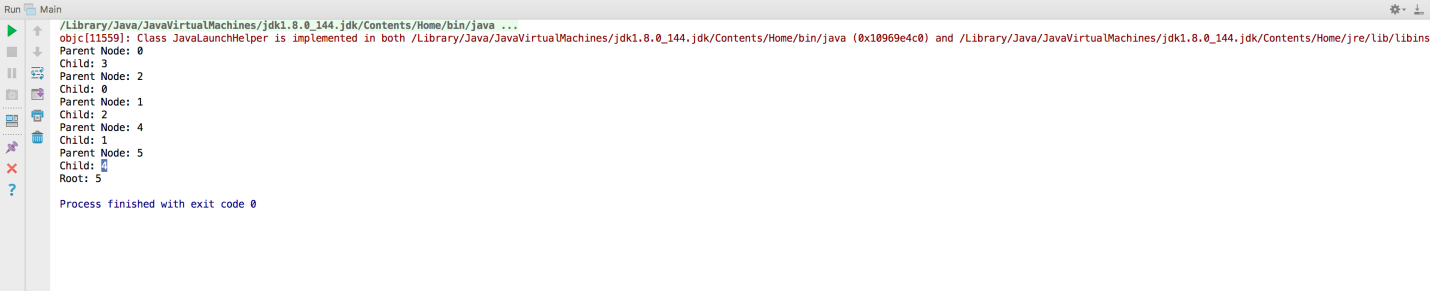 Run Main
/Library/Java/JavaVirtualMachines/jdk1.8.0_144.jdk/Contents/Home/bin/java ...
objc[11559]: Class JavaLaunchHelper is implemented in both /Library/Java/JavaVirtualMachines/jdk1.8.0_144.jdk/Contents/Home/bin/java (0x10969e4c0) and /Library/Java/JavaVirtualMachines/jdk1.8.0_144.jdk/Contents/Home/jre/lib/libins
Parent Node: 0
Child: 3
Parent Node: 2
Child: 0
Parent Node: 1
Child: 2
Parent Node: 4
Child: 1
Parent Node: 5
Child: 4
Root: 5
Process finished with exit code 0